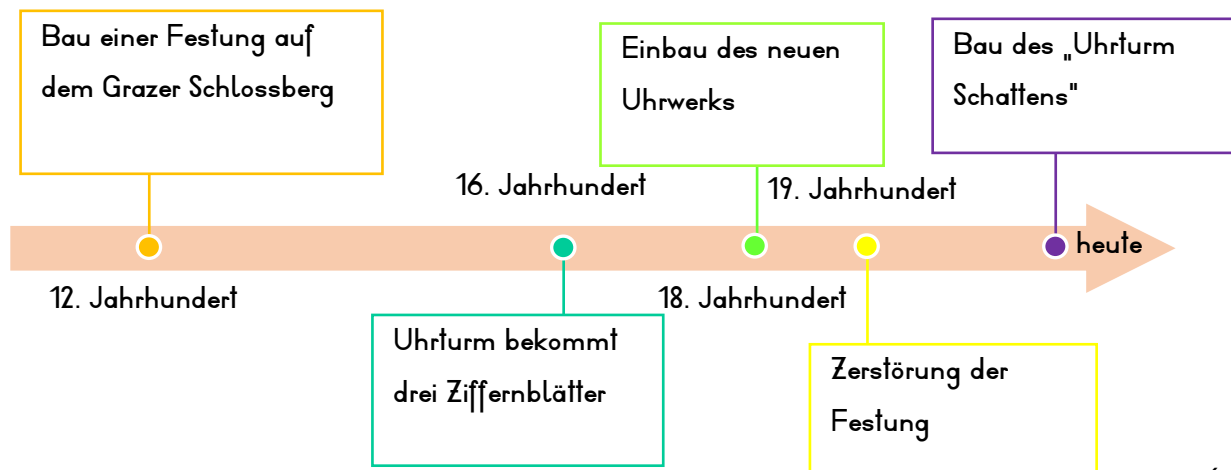 Bau einer Festung auf
dem Grazer Schlossberg
Einbau des neuen
Uhrwerks
Bau des „Uhrturm
Schattens"
16. Jahrhundert
19. Jahrhundert
heute
12. Jahrhundert
18. Jahrhundert
Uhrturm bekommt
drei Ziffernblätter
Zerstörung der
Festung